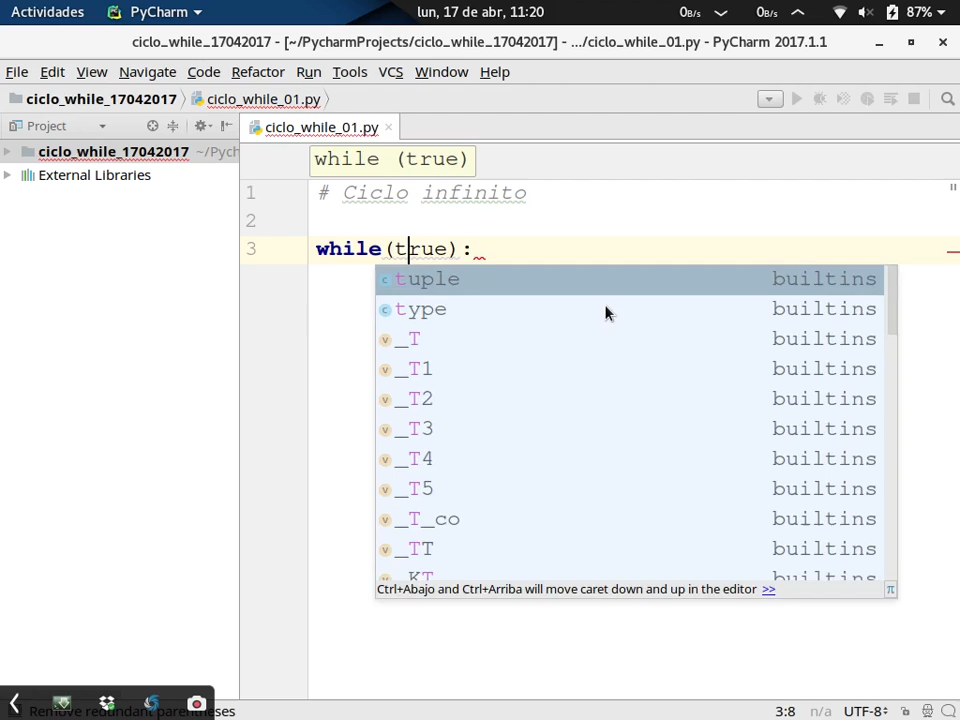 Actividades PyCharm lun, 17 de abr, 11:20 0B/s 0B/s 87%
ciclo_while_17042017 - [~/PycharmProjects/ciclo_while_17042017] - .../ciclo_while_01.py - PyCharm 2017.1.1
File Edit View Navigate Code Refactor Run Tools VCS Window Help
ciclo_while_17042017 ciclo_while_01.py
Project ciclo_while_01.py
ciclo_while_17042017 ~/Pych
External Libraries
while (true)
1 # Ciclo infinito
2
3 while(true):
tuple builtins
type builtins
_T builtins
_T1 builtins
_T2 builtins
_T3 builtins
_T4 builtins
_T5 builtins
_T_co builtins
_TT builtins
_KT builtins
Ctrl+Abajo and Ctrl+Arriba will move caret down and up in the editor >> π
Remove redundant parentheses 3:8 n/a UTF-8